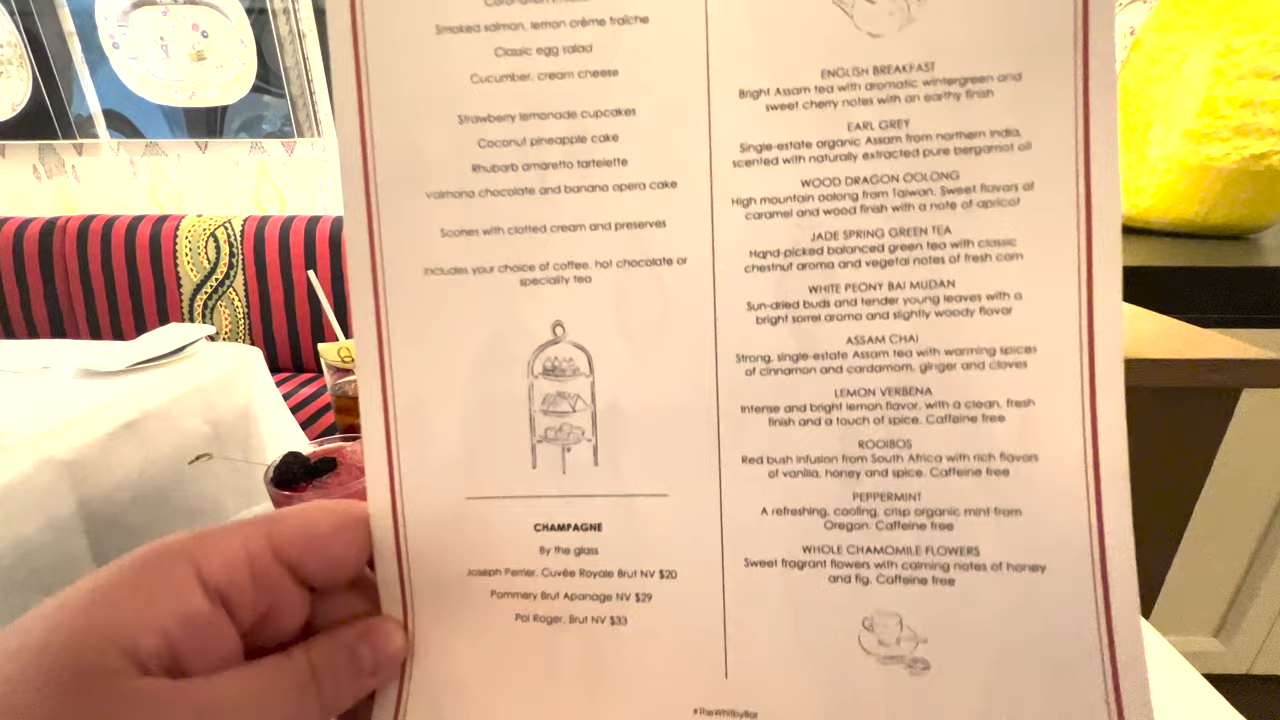 Smoked salmon, lemon crème fraîche
Classic egg salad
Cucumber, cream cheese
Strawberry lemonade cupcakes
Coconut pineapple cake
Rhubarb amaretto tartelette
Valrhona chocolate and banana opera cake
Scones with clotted cream and preserves
Includes your choice of coffee, hot chocolate or
speciality tea
CHAMPAGNE
By the glass
Joseph Perrier, Cuvée Royale Brut NV $20
Pommery Brut Apanage NV $29
Pol Roger, Brut NV $33
ENGLISH BREAKFAST
Bright Assam tea with aromatic wintergreen and
sweet cherry notes with an earthy finish
EARL GREY
Single-estate organic Assam from northern India,
scented with naturally extracted pure bergamot oil
WOOD DRAGON OOLONG
High mountain oolong from Taiwan. Sweet flavors of
caramel and wood finish with a note of apricot
JADE SPRING GREEN TEA
Hand-picked balanced green tea with classic
chestnut aroma and vegetal notes of fresh corn
WHITE PEONY BAI MUDAN
Sun-dried buds and tender young leaves with a
bright sorrel aroma and slightly woody flavor
ASSAM CHAI
Strong, single-estate Assam tea with warming spices
of cinnamon and cardamom, ginger and cloves
LEMON VERBENA
Intense and bright lemon flavor, with a clean, fresh
finish and a touch of spice. Caffeine free
ROOIBOS
Red bush infusion from South Africa with rich flavors
of vanilla, honey and spice. Caffeine free
PEPPERMINT
A refreshing, cooling, crisp organic mint from
Oregon. Caffeine free
WHOLE CHAMOMILE FLOWERS
Sweet fragrant flowers with calming notes of honey
and fig. Caffeine free
#TheWhitbyBar